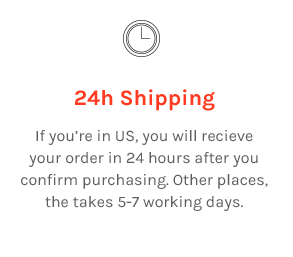 24h Shipping
If you’re in US, you will recieve
your order in 24 hours after you
confirm purchasing. Other places,
the takes 5-7 working days.